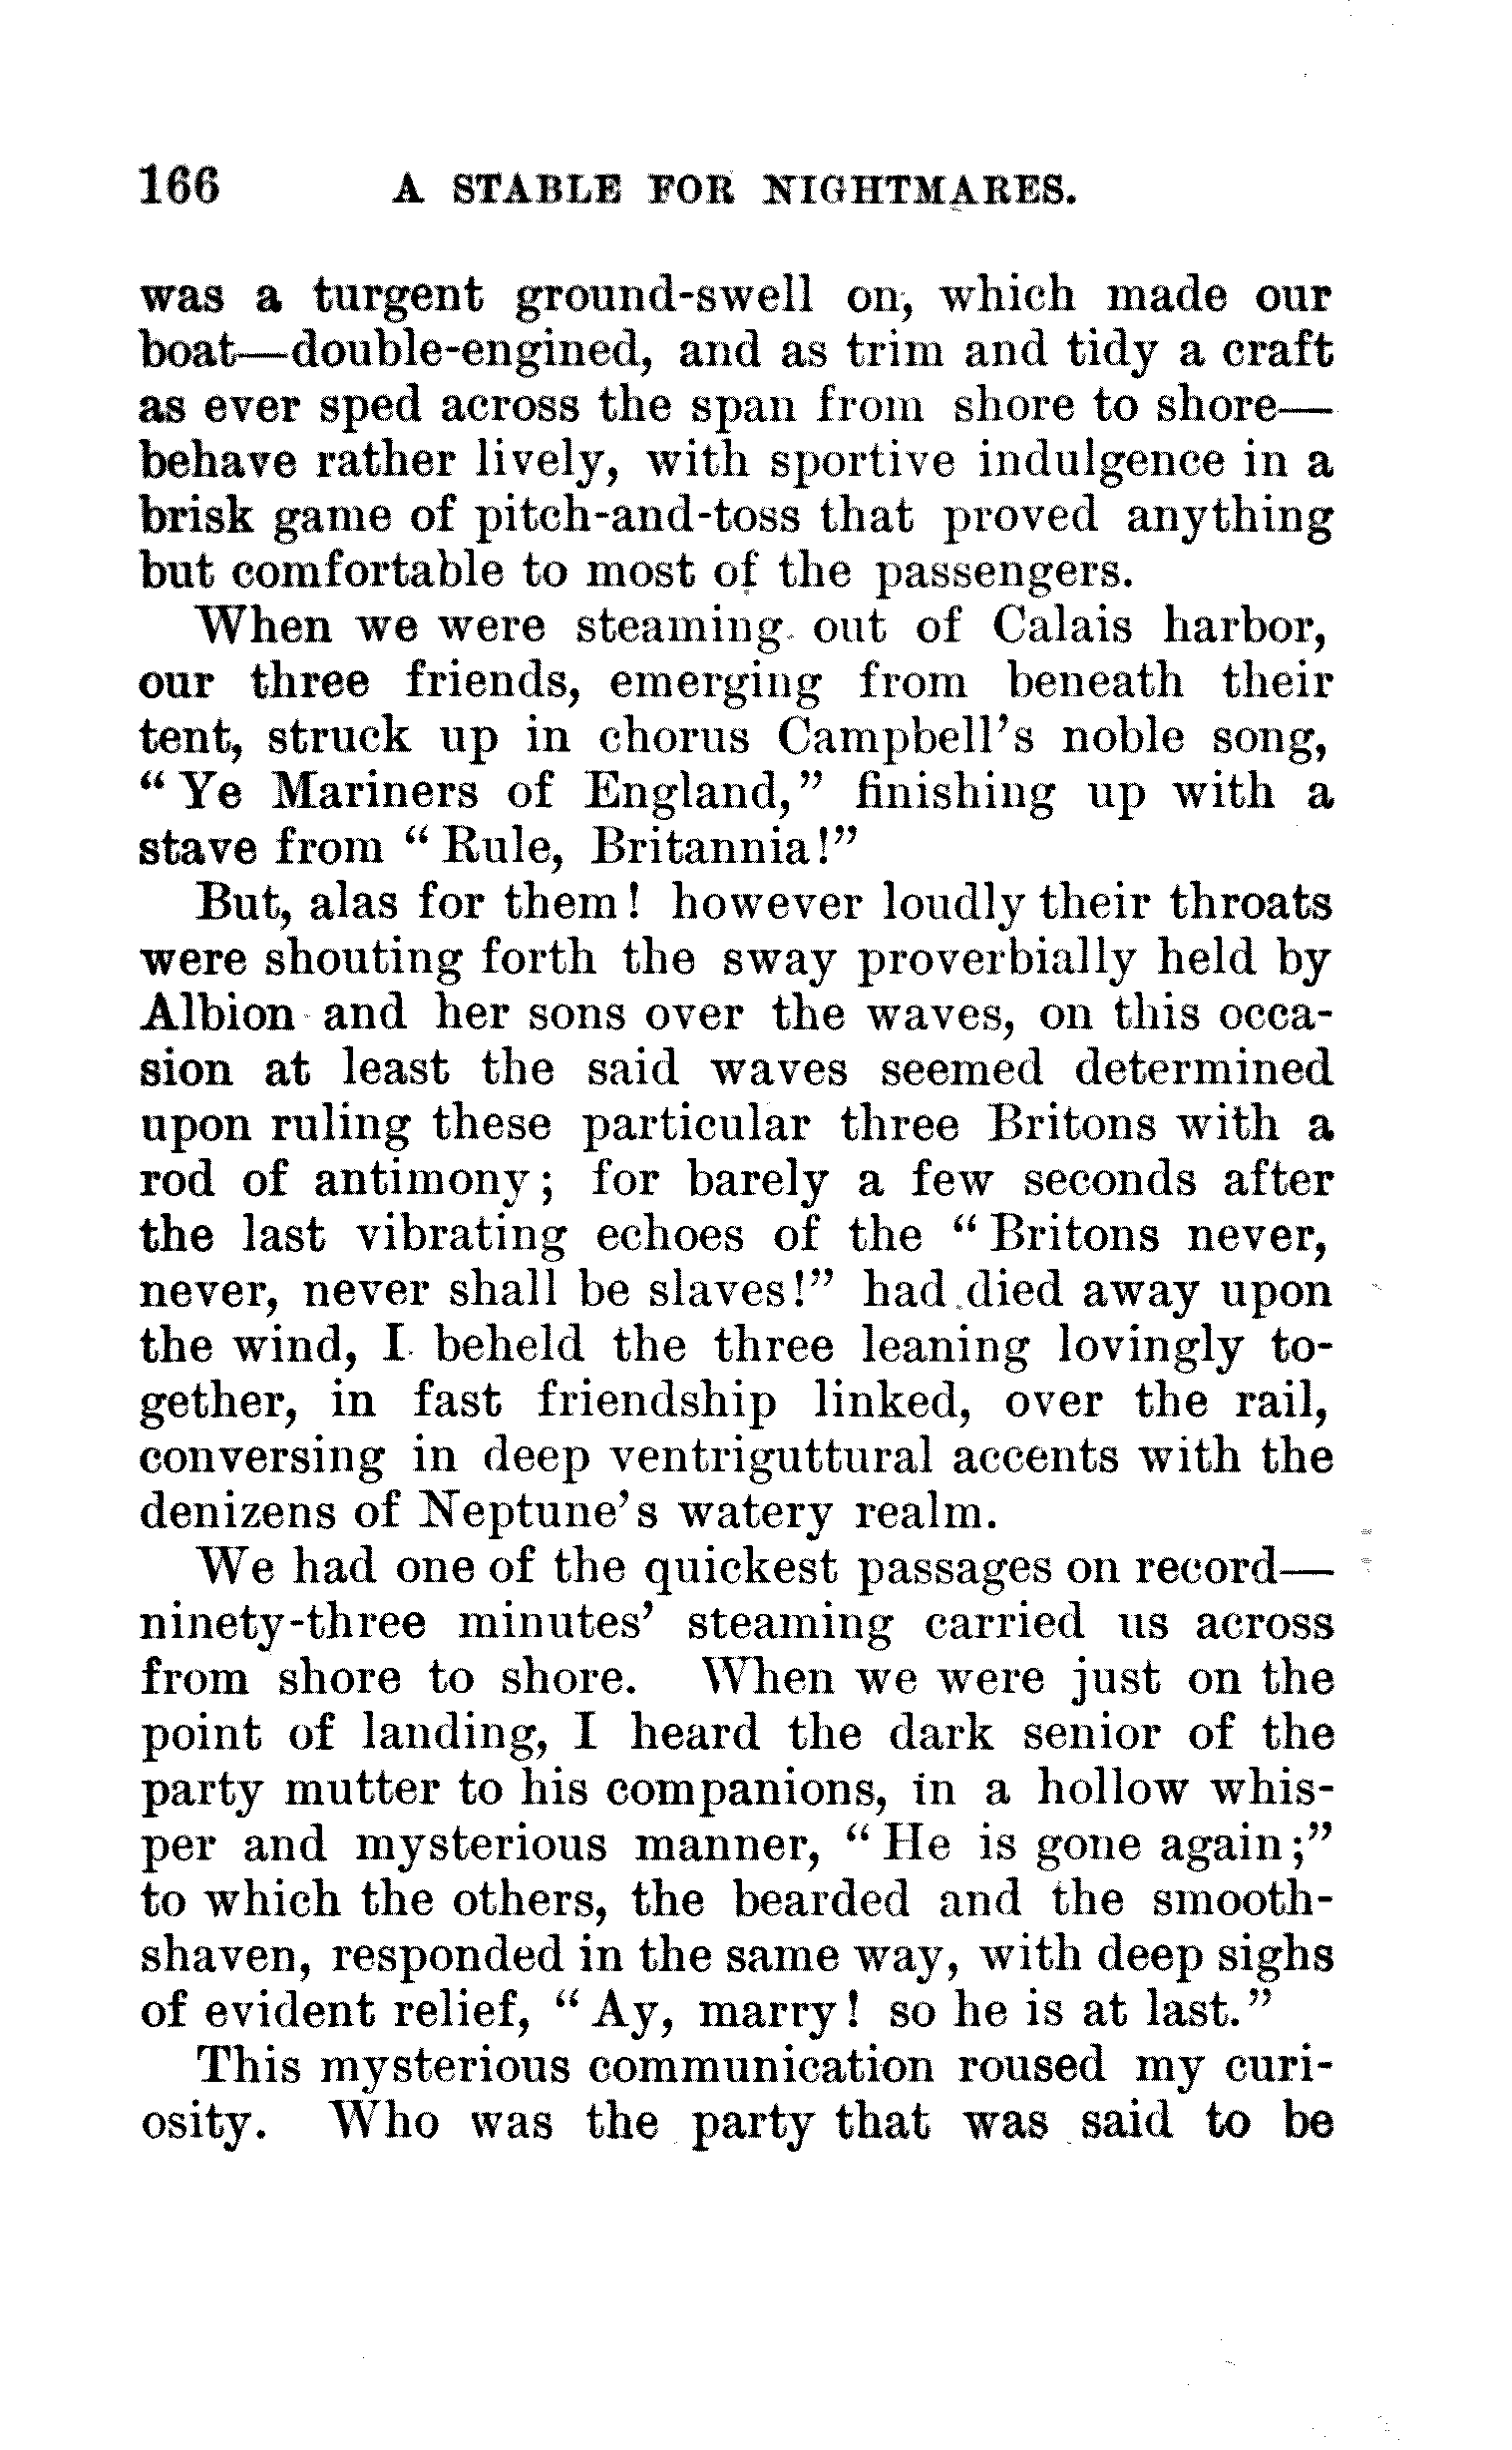 166 A STABLE FOR NIGHTMARES.
was a turgent ground-swell on, which made our
boat—double-engined, and as trim and tidy a craft
as ever sped across the span from shore to shore—
behave rather lively, with sportive indulgence in a
brisk game of pitch-and-toss that proved anything
but comfortable to most of the passengers.
When we were steaming out of Calais harbor,
our three friends, emerging from beneath their
tent, struck up in chorus Campbell's noble song,
"Ye Mariners of England," finishing up with a
stave from "Rule, Britannia!"
But, alas for them! however loudly their throats
were shouting forth the sway proverbially held by
Albion and her sons over the waves, on this occa-
sion at least the said waves seemed determined
upon ruling these particular three Britons with a
rod of antimony; for barely a few seconds after
the last vibrating echoes of the "Britons never,
never, never shall be slaves!" had died away upon
the wind, I beheld the three leaning lovingly to-
gether, in fast friendship linked, over the rail,
conversing in deep ventriguttural accents with the
denizens of Neptune's watery realm.
We had one of the quickest passages on record—
ninety-three minutes' steaming carried us across
from shore to shore. When we were just on the
point of landing, I heard the dark senior of the
party mutter to his companions, in a hollow whis-
per and mysterious manner, "He is gone again;"
to which the others, the bearded and the smooth-
shaven, responded in the same way, with deep sighs
of evident relief, "Ay, marry! so he is at last."
This mysterious communication roused my curi-
osity. Who was the party that was said to be